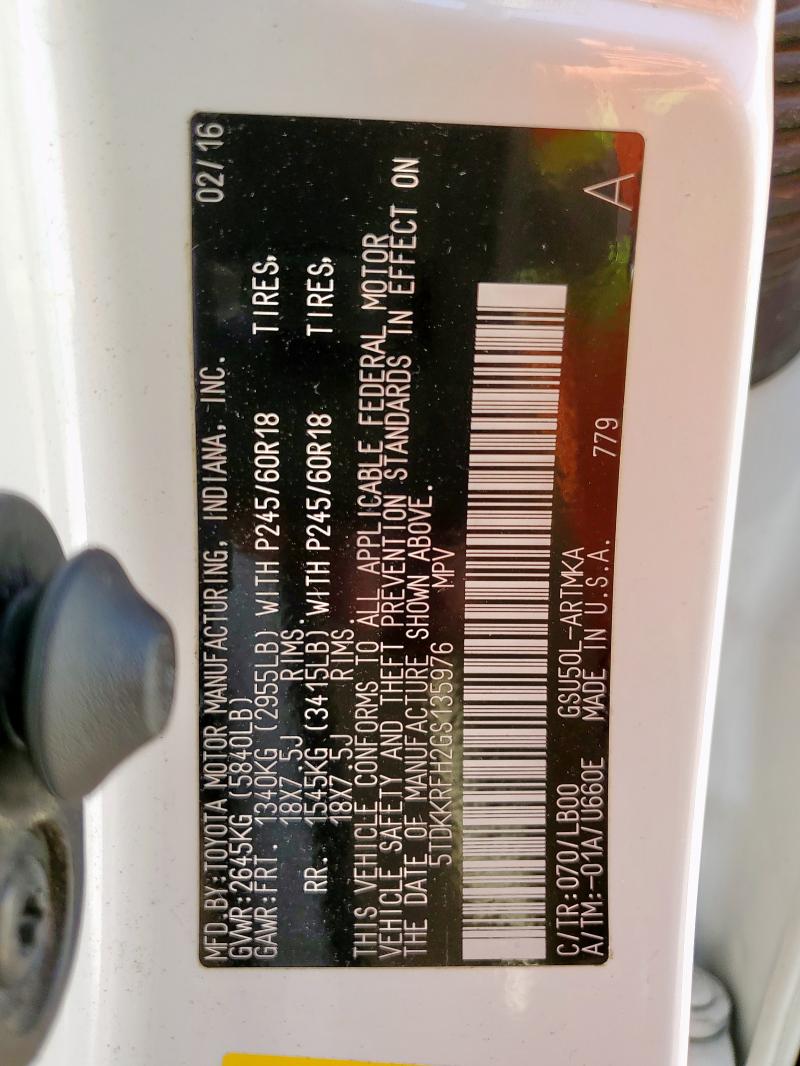 MFD.BY:TOYOTA MOTOR MANUFACTURING, INDIANA, INC. 02/16
GVWR:2645KG (5840LB)
GAWR:FRT. 1340KG (2955LB) WITH P245/60R18 TIRES,
18X7.5J RIMS.
RR. 1545KG (3415LB) WITH P245/60R18 TIRES,
18X7.5J RIMS.
THIS VEHICLE CONFORMS TO ALL APPLICABLE FEDERAL MOTOR
VEHICLE SAFETY AND THEFT PREVENTION STANDARDS IN EFFECT ON
THE DATE OF MANUFACTURE SHOWN ABOVE.
5TDKKRFH2GS135976 MPV
C/TR:070/LB00 GSU50L-ARTMKA
A/TM:-01A/U660E MADE IN U.S.A. 779 A